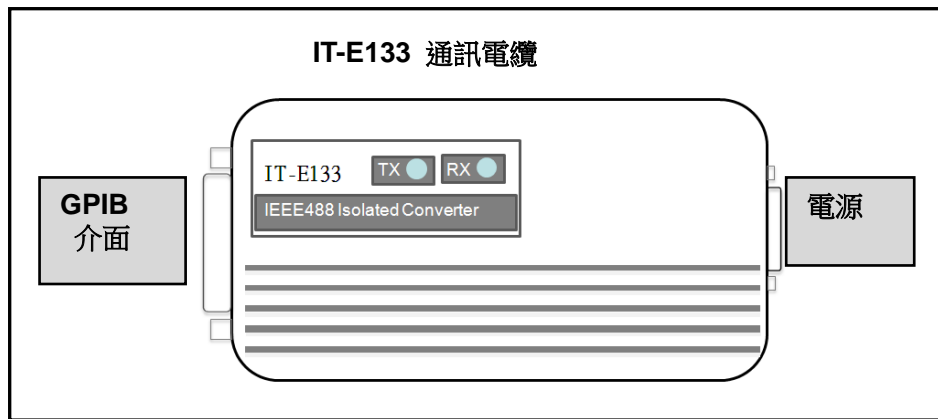 IT-E133 通訊電纜
IT-E133 TX RX
IEEE488 Isolated Converter
GPIB
介面
電源